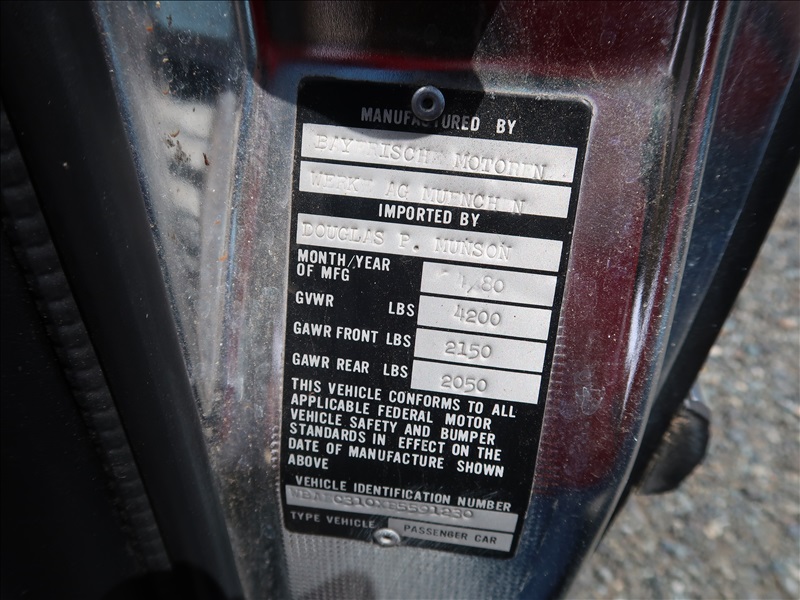 MANUFACTURED BY
BAYERISCHE MOTOREN
WERKE AG MUENCHEN
IMPORTED BY
DOUGLAS P. MUNSON
MONTH/YEAR
OF MFG 4/80
GVWR LBS 4200
GAWR FRONT LBS 2150
GAWR REAR LBS 2050
THIS VEHICLE CONFORMS TO ALL
APPLICABLE FEDERAL MOTOR
VEHICLE SAFETY AND BUMPER
STANDARDS IN EFFECT ON THE
DATE OF MANUFACTURE SHOWN
ABOVE
VEHICLE IDENTIFICATION NUMBER
TYPE VEHICLE PASSENGER CAR